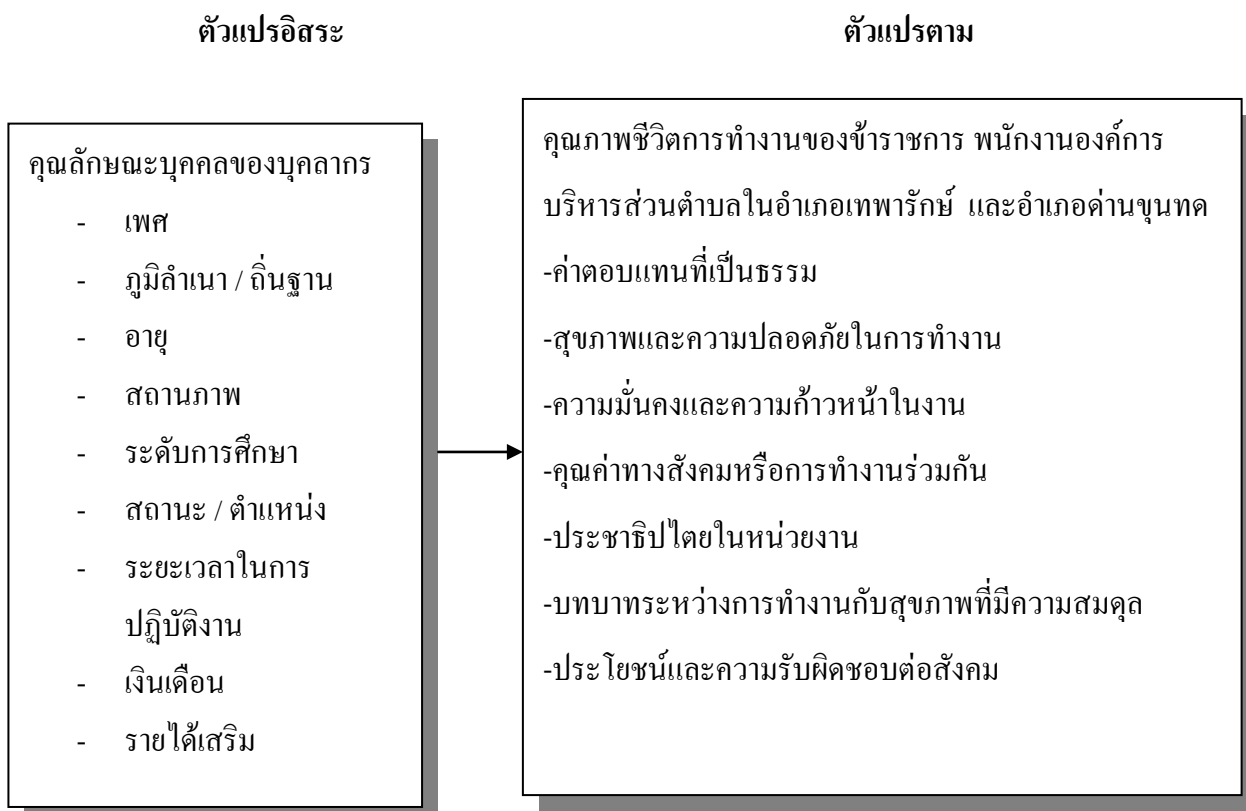 ตัวแปรอิสระ
ตัวแปรตาม
คุณลักษณะบุคคลของบุคลากร
- เพศ
- ภูมิลำเนา / ถิ่นฐาน
- อายุ
- สถานภาพ
- ระดับการศึกษา
- สถานะ / ตำแหน่ง
- ระยะเวลาในการ
ปฏิบัติงาน
- เงินเดือน
- รายได้เสริม
คุณภาพชีวิตการทำงานของข้าราชการ พนักงานองค์การ
บริหารส่วนตำบลในอำเภอเทพารักษ์ และอำเภอด่านขุนทด
-ค่าตอบแทนที่เป็นธรรม
-สุขภาพและความปลอดภัยในการทำงาน
-ความมั่นคงและความก้าวหน้าในงาน
-คุณค่าทางสังคมหรือการทำงานร่วมกัน
-ประชาธิปไตยในหน่วยงาน
-บทบาทระหว่างการทำงานกับสุขภาพที่มีความสมดุล
-ประโยชน์และความรับผิดชอบต่อสังคม